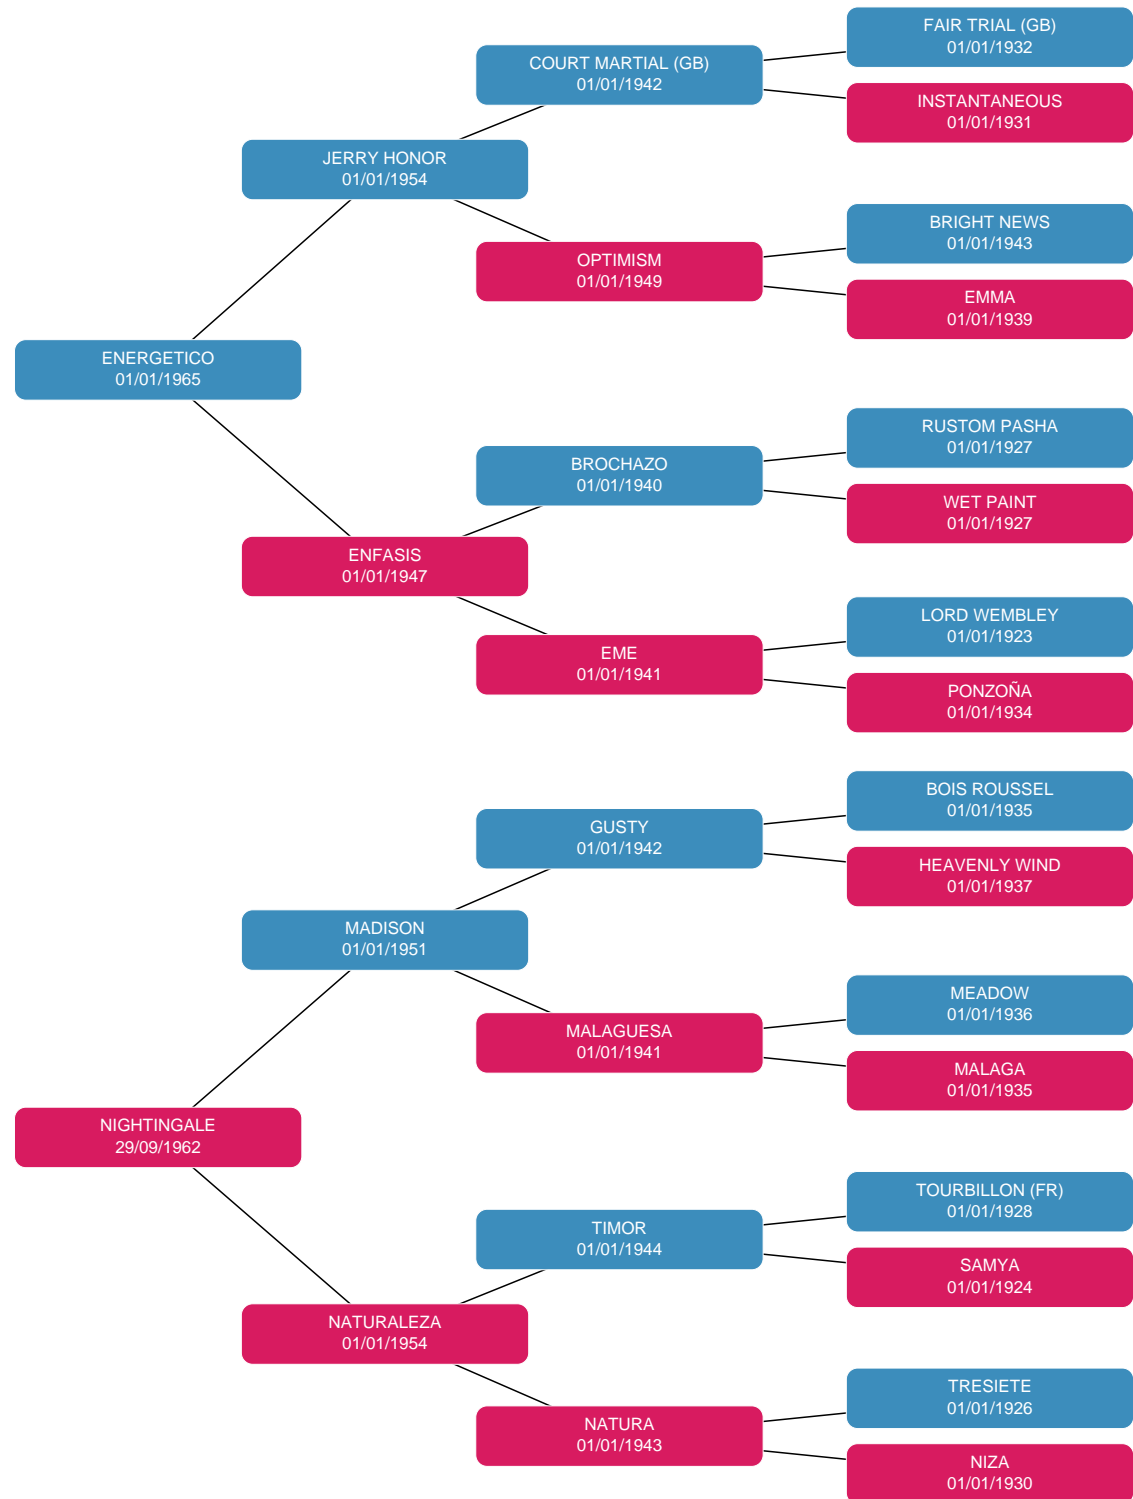 FAIR TRIAL (GB)
01/01/1932
COURT MARTIAL (GB)
01/01/1942
INSTANTANEOUS
01/01/1931
JERRY HONOR
01/01/1954
BRIGHT NEWS
01/01/1943
OPTIMISM
01/01/1949
EMMA
01/01/1939
ENERGETICO
01/01/1965
RUSTOM PASHA
01/01/1927
BROCHAZO
01/01/1940
WET PAINT
01/01/1927
ENFASIS
01/01/1947
LORD WEMBLEY
01/01/1923
EME
01/01/1941
PONZOÑA
01/01/1934
BOIS ROUSSEL
01/01/1935
GUSTY
01/01/1942
HEAVENLY WIND
01/01/1937
MADISON
01/01/1951
MEADOW
01/01/1936
MALAGUESA
01/01/1941
MALAGA
01/01/1935
NIGHTINGALE
29/09/1962
TOURBILLON (FR)
01/01/1928
TIMOR
01/01/1944
SAMYA
01/01/1924
NATURALEZA
01/01/1954
TRESIETE
01/01/1926
NATURA
01/01/1943
NIZA
01/01/1930